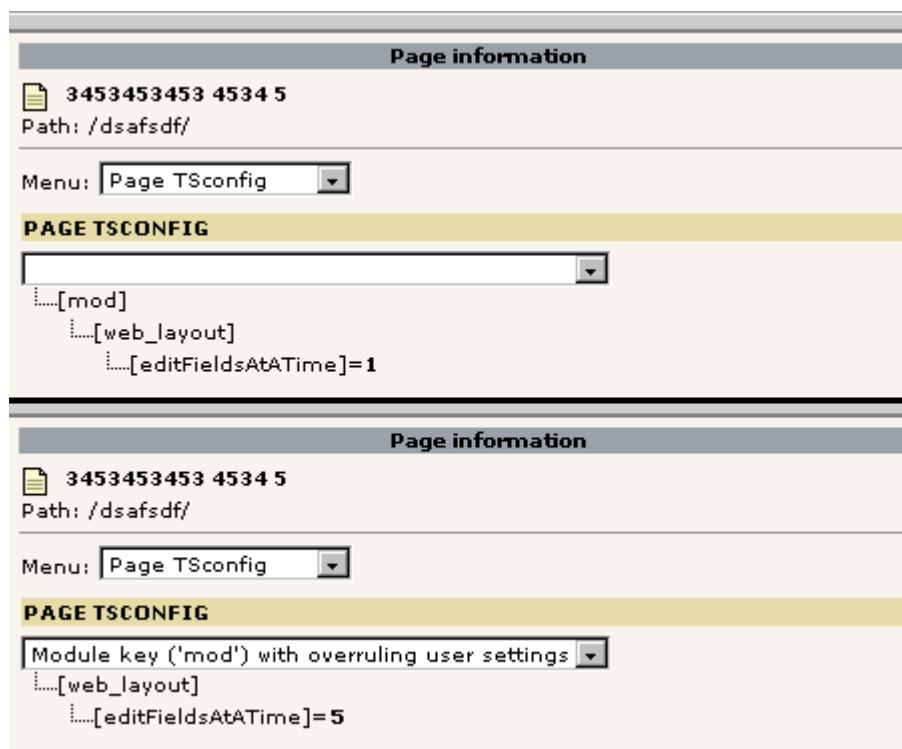 Page information
3453453453 4534 5
Path: /dsafsdf/
Menu: Page TSconfig
PAGE TSCONFIG
[mod]
[web_layout]
[editFieldsAtATime]=1
Page information
3453453453 4534 5
Path: /dsafsdf/
Menu: Page TSconfig
PAGE TSCONFIG
Module key ('mod') with overruling user settings
[web_layout]
[editFieldsAtATime]=5